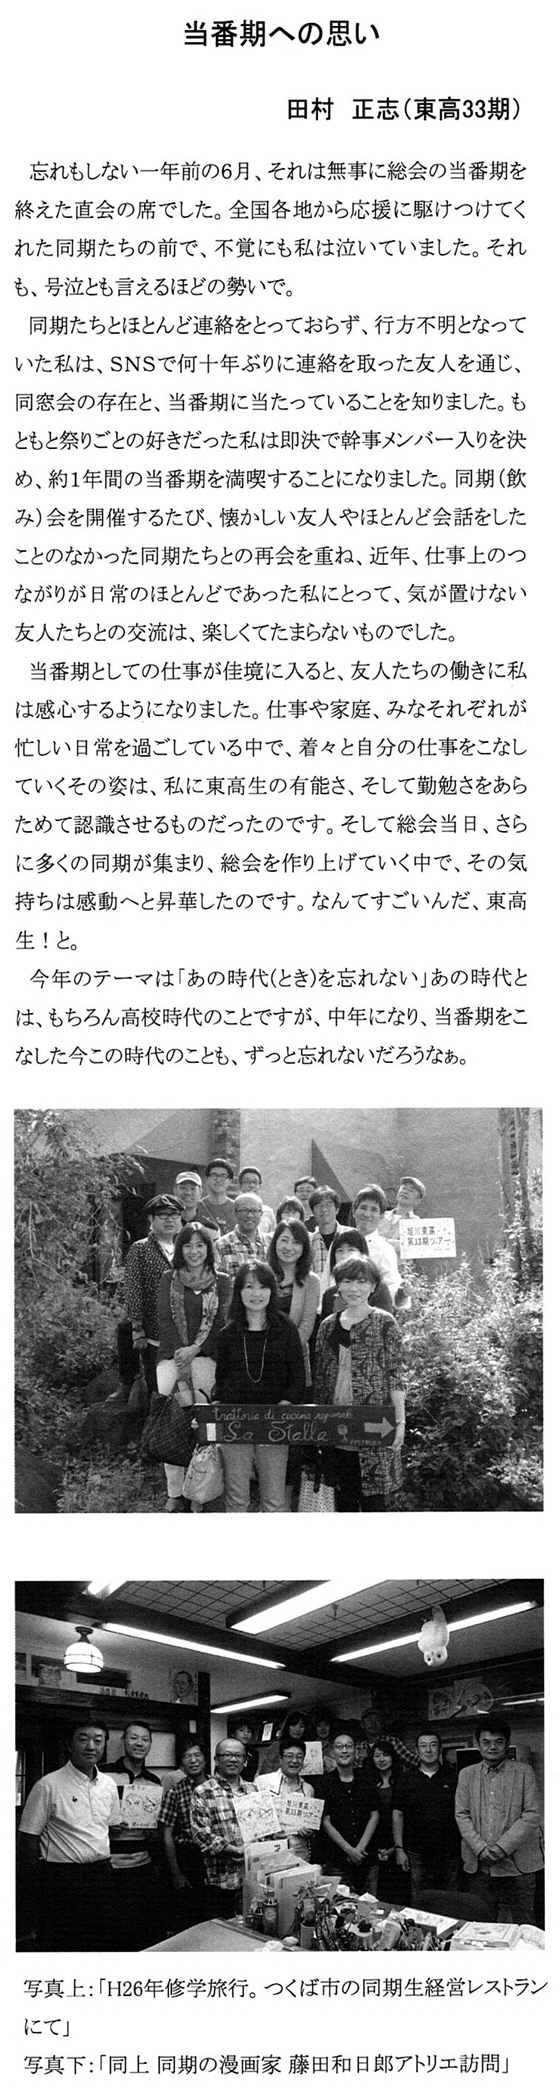 当番期への思い
田村　正志（東高33期）
忘れもしない一年前の6月、それは無事に総会の当番期を
終えた直会の席でした。全国各地から応援に駆けつけてく
れた同期たちの前で、不覚にも私は泣いていました。それ
も、号泣とも言えるほどの勢いで。
同期たちとほとんど連絡をとっておらず、行方不明となって
いた私は、SNSで何十年ぶりに連絡を取った友人を通じ、
同窓会の存在と、当番期に当たっていることを知りました。も
ともと祭りごとの好きだった私は即決で幹事メンバー入りを決
め、約1年間の当番期を満喫することになりました。同期（飲
み）会を開催するたび、懐かしい友人やほとんど会話をした
ことのなかった同期たちとの再会を重ね、近年、仕事上のつ
ながりが日常のほとんどであった私にとって、気が置けない
友人たちとの交流は、楽しくてたまらないものでした。
当番期としての仕事が佳境に入ると、友人たちの働きに私
は感心するようになりました。仕事や家庭、みなそれぞれが
忙しい日常を過ごしている中で、着々と自分の仕事をこなし
ていくその姿は、私に東高生の有能さ、そして勤勉さをあら
ためて認識させるものだったのです。そして総会当日、さら
に多くの同期が集まり、総会を作り上げていく中で、その気
持ちは感動へと昇華したのです。なんてすごいんだ、東高
生！と。
今年のテーマは「あの時代(とき)を忘れない」あの時代と
は、もちろん高校時代のことですが、中年になり、当番期をこ
なした今この時代のことも、ずっと忘れないだろうなぁ。
旭川東高
第33期ツアー
trattoria di cucina regionale
La Stalla
旭川東高
第33期ツアー
写真上：「H26年修学旅行。つくば市の同期生経営レストラン
にて」
写真下：「同上 同期の漫画家 藤田和日郎アトリエ訪問」